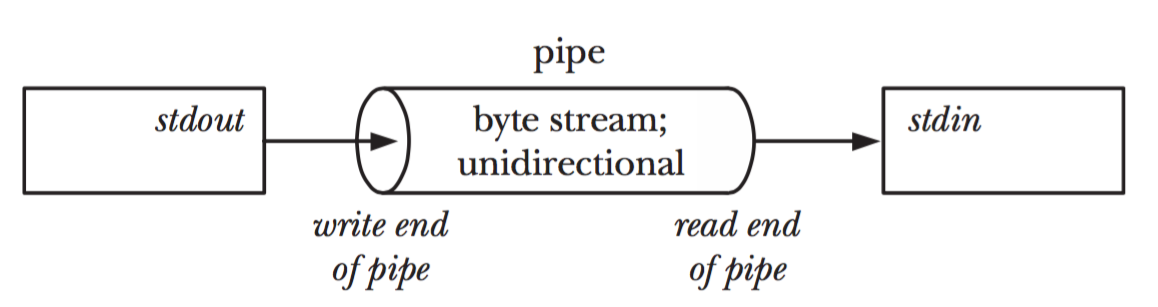 pipe
stdout
byte stream;
unidirectional
stdin
write end
of pipe
read end
of pipe